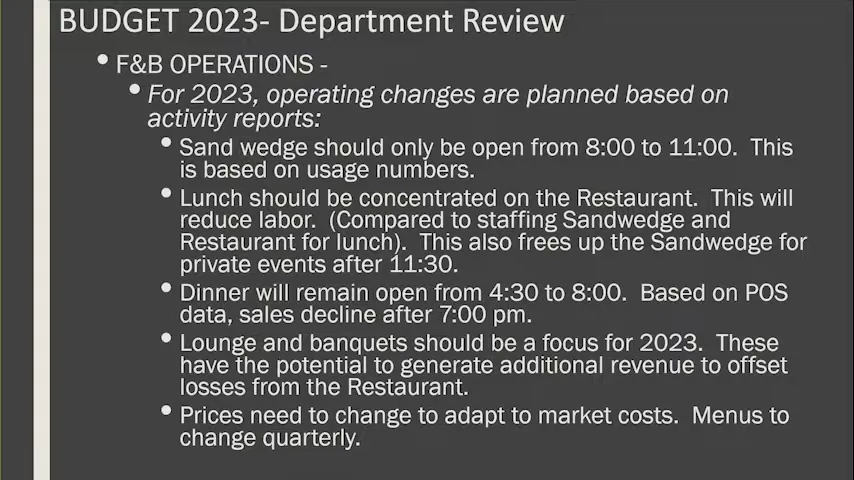 BUDGET 2023- Department Review
• F&B OPERATIONS -
• For 2023, operating changes are planned based on
activity reports:
• Sand wedge should only be open from 8:00 to 11:00.  This
is based on usage numbers.
• Lunch should be concentrated on the Restaurant.  This will
reduce labor.  (Compared to staffing Sandwedge and
Restaurant for lunch).  This also frees up the Sandwedge for
private events after 11:30.
• Dinner will remain open from 4:30 to 8:00.  Based on POS
data, sales decline after 7:00 pm.
• Lounge and banquets should be a focus for 2023.  These
have the potential to generate additional revenue to offset
losses from the Restaurant.
• Prices need to change to adapt to market costs.  Menus to
change quarterly.